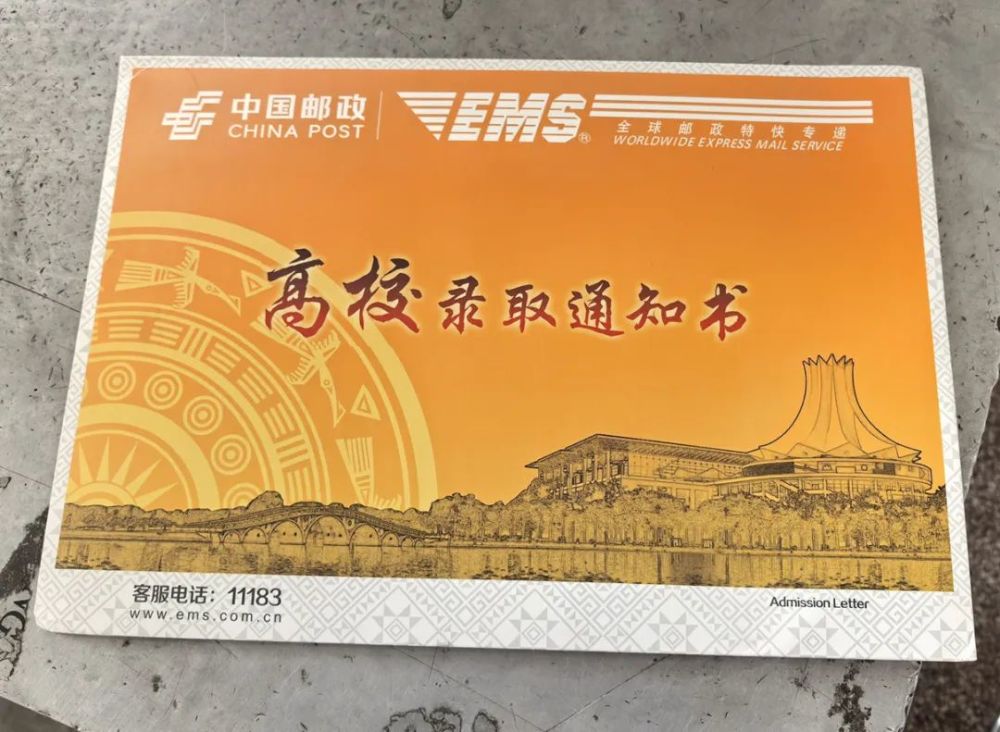 中国邮政
CHINA POST
EMS®
全球邮政特快专递
WORLDWIDE EXPRESS MAIL SERVICE
高校录取通知书
客服电话：11183
www.ems.com.cn
Admission Letter